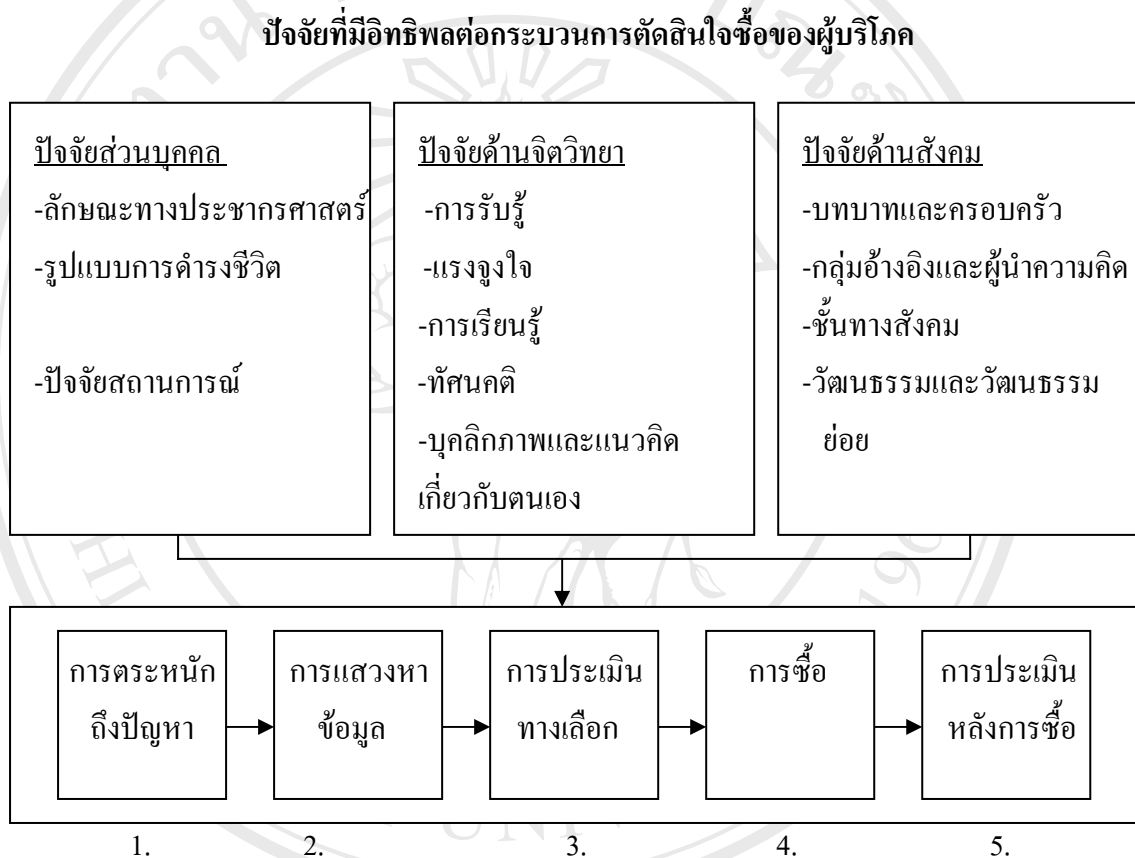 ปัจจัยที่มีอิทธิพลต่อกระบวนการตัดสินใจซื้อของผู้บริโภค
ปัจจัยส่วนบุคคล
-ลักษณะทางประชากรศาสตร์
-รูปแบบการดำรงชีวิต
-ปัจจัยสถานการณ์
ปัจจัยด้านจิตวิทยา
-การรับรู้
-แรงจูงใจ
-การเรียนรู้
-ทัศนคติ
-บุคลิกภาพและแนวคิด
เกี่ยวกับตนเอง
ปัจจัยด้านสังคม
-บทบาทและครอบครัว
-กลุ่มอ้างอิงและผู้นำความคิด
-ชั้นทางสังคม
-วัฒนธรรมและวัฒนธรรม
ย่อย
การตระหนัก
ถึงปัญหา
การแสวงหา
ข้อมูล
การประเมิน
ทางเลือก
การซื้อ
การประเมิน
หลังการซื้อ
1. 2. 3. 4. 5.